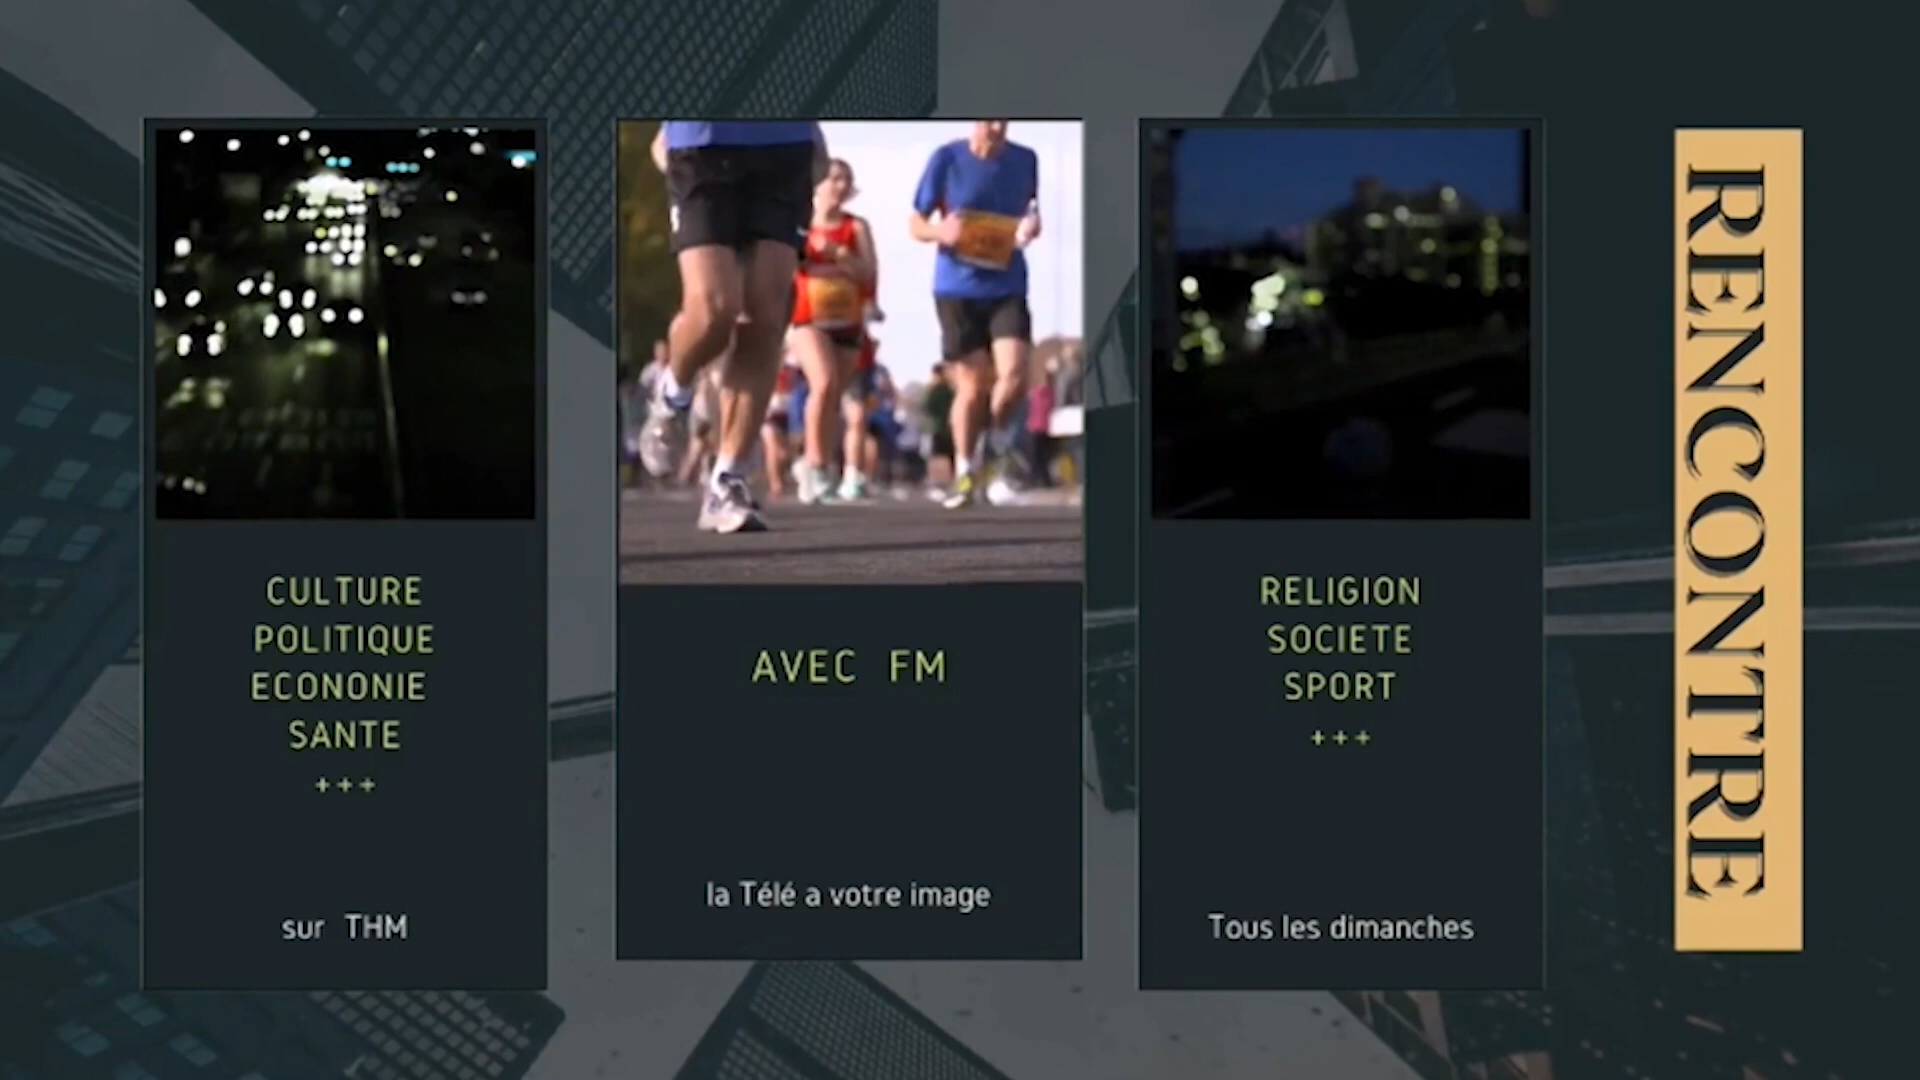 CULTURE
POLITIQUE
ECONONIE
SANTE
+++
sur THM
AVEC FM
la Télé a votre image
RELIGION
SOCIETE
SPORT
+++
Tous les dimanches
RENCONTRE